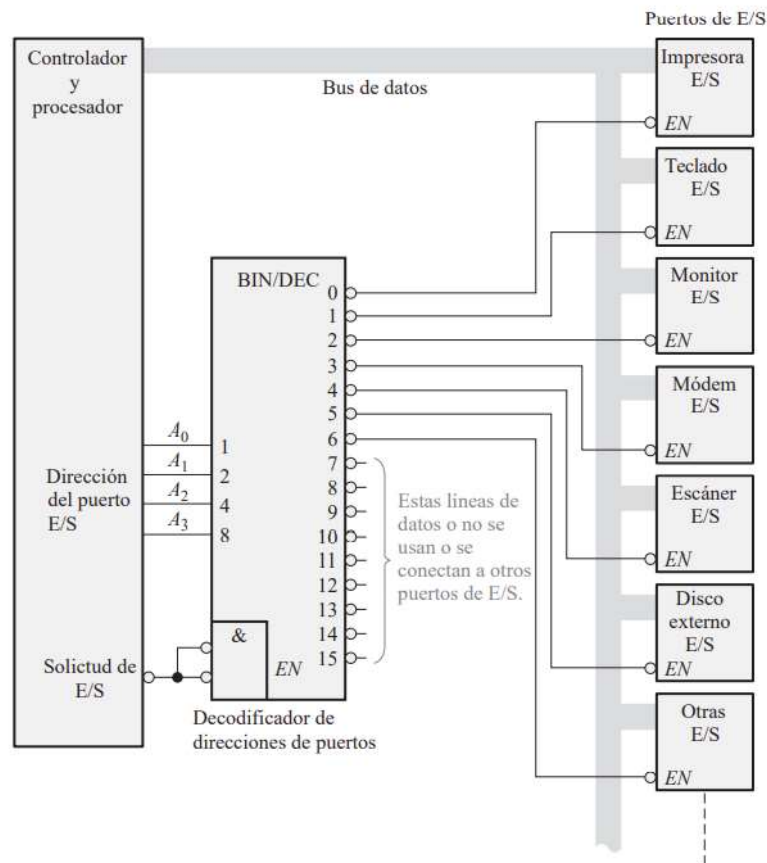 Puertos de E/S
Controlador
y
procesador
Bus de datos
Impresora
E/S
EN
Teclado
E/S
EN
Monitor
E/S
EN
Módem
E/S
EN
Escáner
E/S
EN
Disco
externo
E/S
EN
Otras
E/S
EN
BIN/DEC
0
1
2
3
4
5
6
7
8
9
10
11
12
13
14
15
A0
A1
A2
A3
1
2
4
8
Dirección
del puerto
E/S
Estas lineas de
datos o no se
usan o se
conectan a otros
puertos de E/S.
&
EN
Solicitud de
E/S
Decodificador de
direcciones de puertos